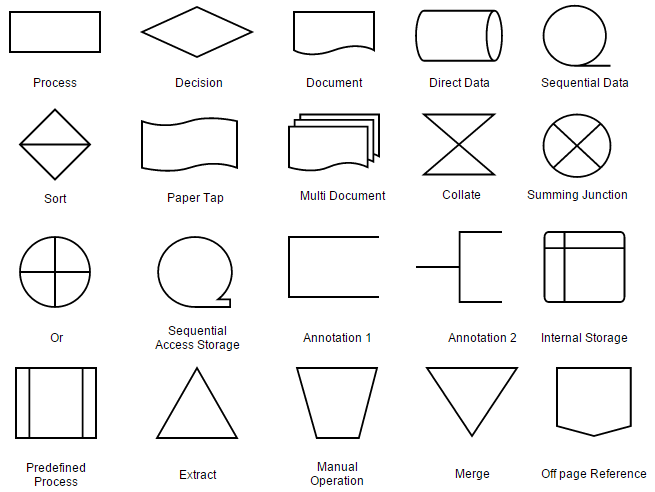 Process
Decision
Document
Direct Data
Sequential Data
Sort
Paper Tap
Multi Document
Collate
Summing Junction
Or
Sequential
Access Storage
Annotation 1
Annotation 2
Internal Storage
Predefined
Process
Extract
Manual
Operation
Merge
Off page Reference